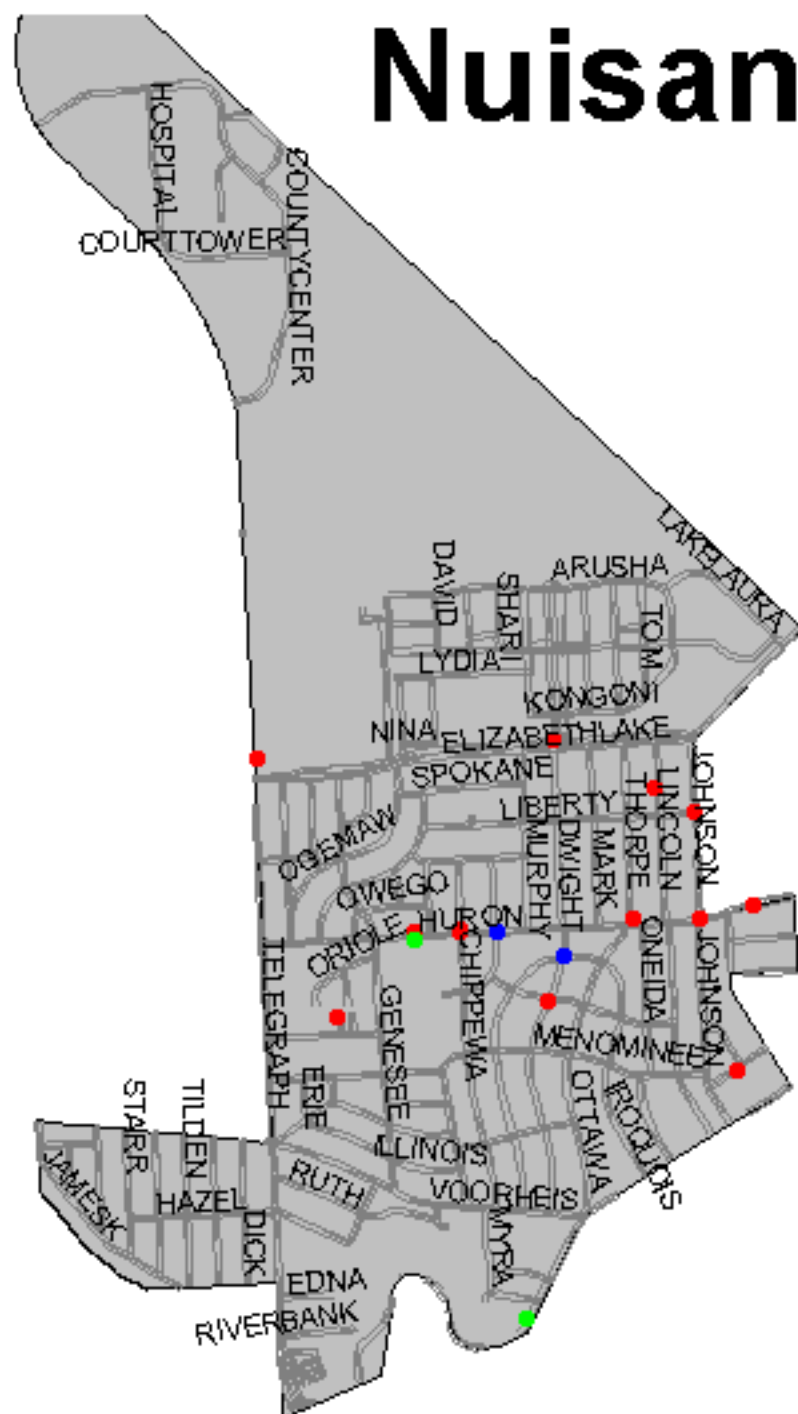 Nuisan
HOSPITAL
COUNTYCENTER
COURTTOWER
LAKELAURA
ARUSHA
DAVID
SHARI
TOM
LYDIA
KONGONI
NINA
ELIZABETHLAKE
SPOKANE
JOHNSON
LIBERTY
THORPE
LINCOLN
OGEMAW
MURPHY
DWIGHT
MARK
OWEGO
HURON
ORIOLE
ONEIDA
JOHNSON
TELEGRAPH
CHIPPEWA
GENESEE
MENOMINEE
ERIE
OTTAWA
IROQUOIS
STARR
TILDEN
ILLINOIS
JAMESK
RUTH
VOORHEIS
HAZEL
DICK
MYRA
EDNA
RIVERBANK